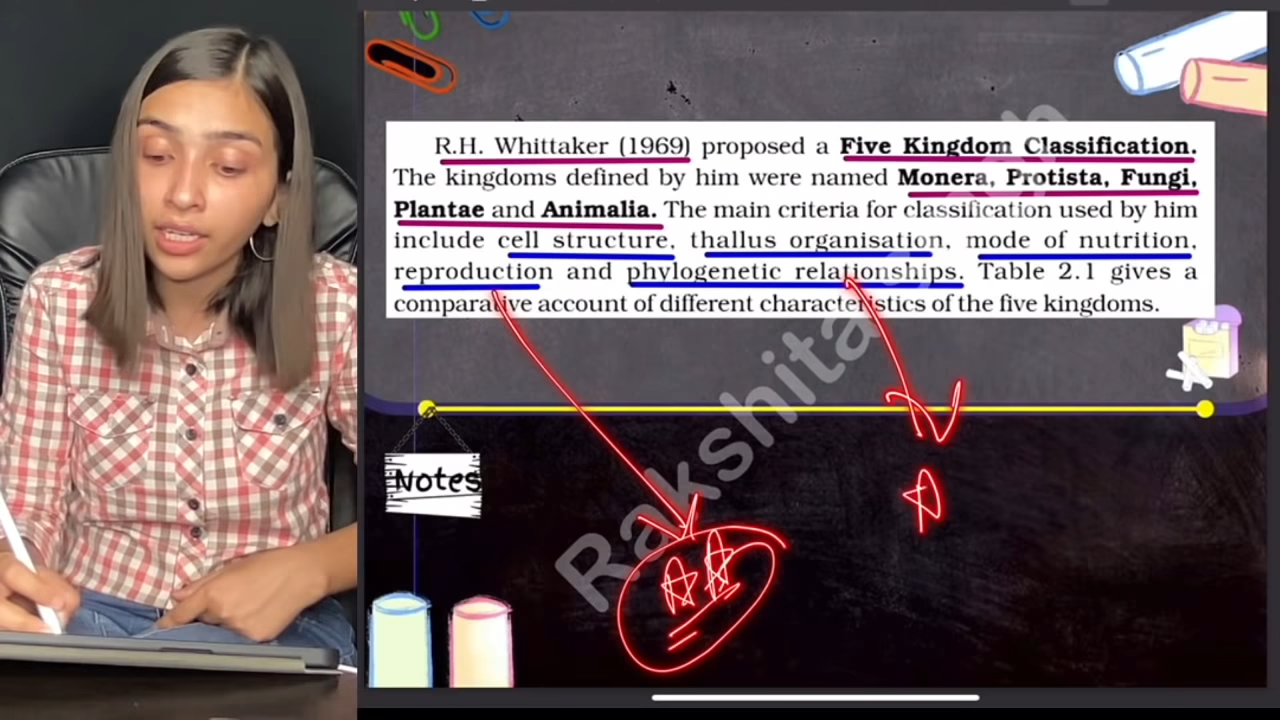 R.H. Whittaker (1969) proposed a Five Kingdom Classification.
The kingdoms defined by him were named Monera, Protista, Fungi,
Plantae and Animalia. The main criteria for classification used by him
include cell structure, thallus organisation, mode of nutrition,
reproduction and phylogenetic relationships. Table 2.1 gives a
comparative account of different characteristics of the five kingdoms.
Notes
Rakshita Singh